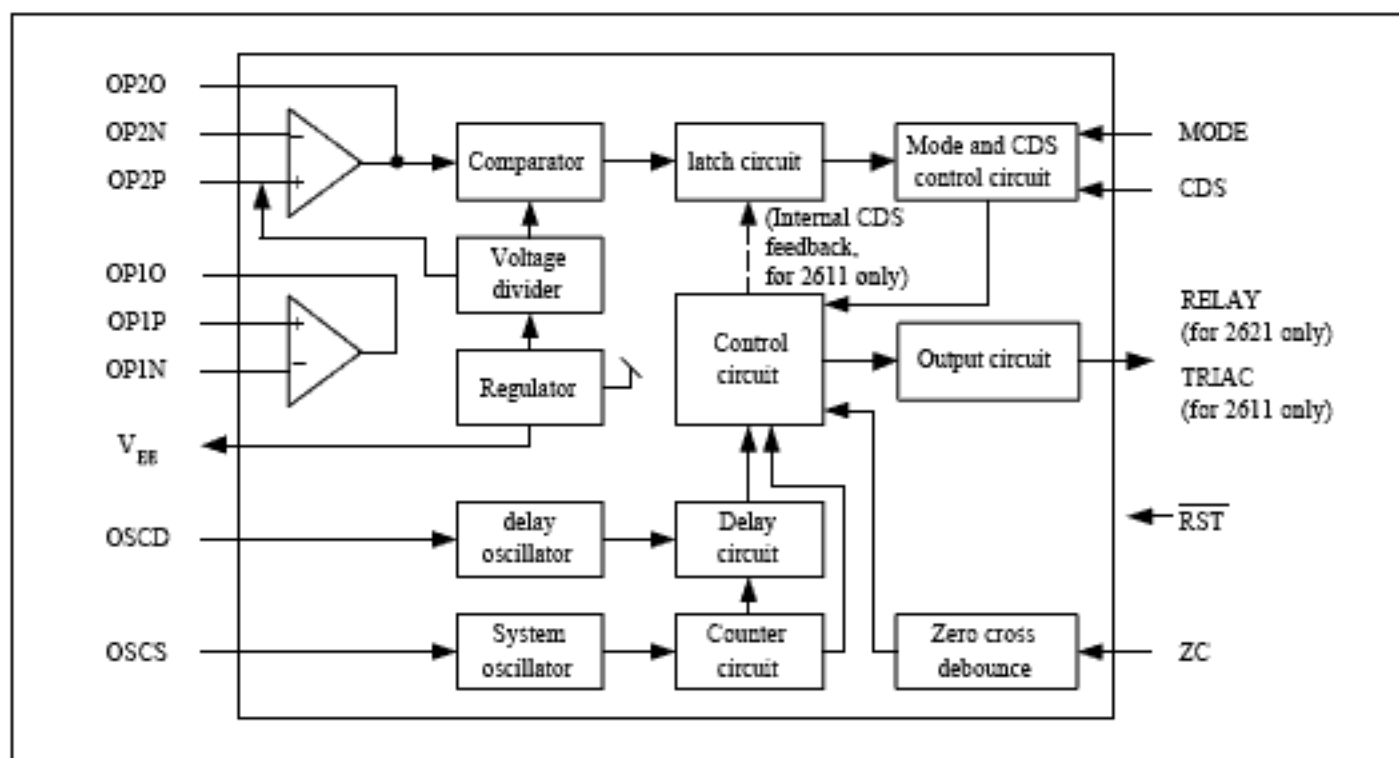 OP2O
OP2N
OP2P
OP1O
OP1P
OP1N
VEE
OSCD
OSCS
−
+
+
−
Comparator
Voltage
divider
Regulator
delay
oscillator
System
oscillator
latch circuit
(Internal CDS
feedback,
for 2611 only)
Control
circuit
Delay
circuit
Counter
circuit
Mode and CDS
control circuit
Output circuit
Zero cross
debounce
MODE
CDS
RELAY
(for 2621 only)
TRIAC
(for 2611 only)
R̅S̅T̅
ZC